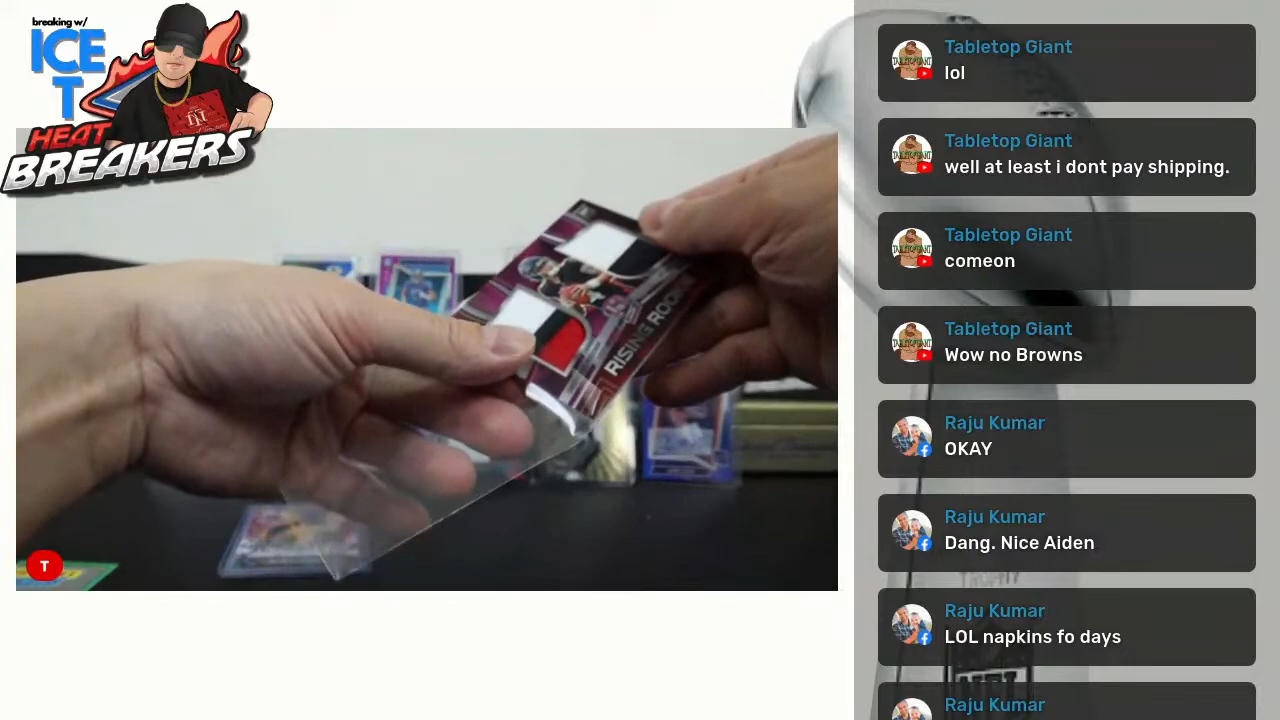 breaking w/
ICE
T
HEAT
BREAKERS
RISING ROOK
T
Tabletop Giant
lol
Tabletop Giant
well at least i dont pay shipping.
Tabletop Giant
comeon
Tabletop Giant
Wow no Browns
Raju Kumar
OKAY
Raju Kumar
Dang. Nice Aiden
Raju Kumar
LOL napkins fo days
Raju Kumar